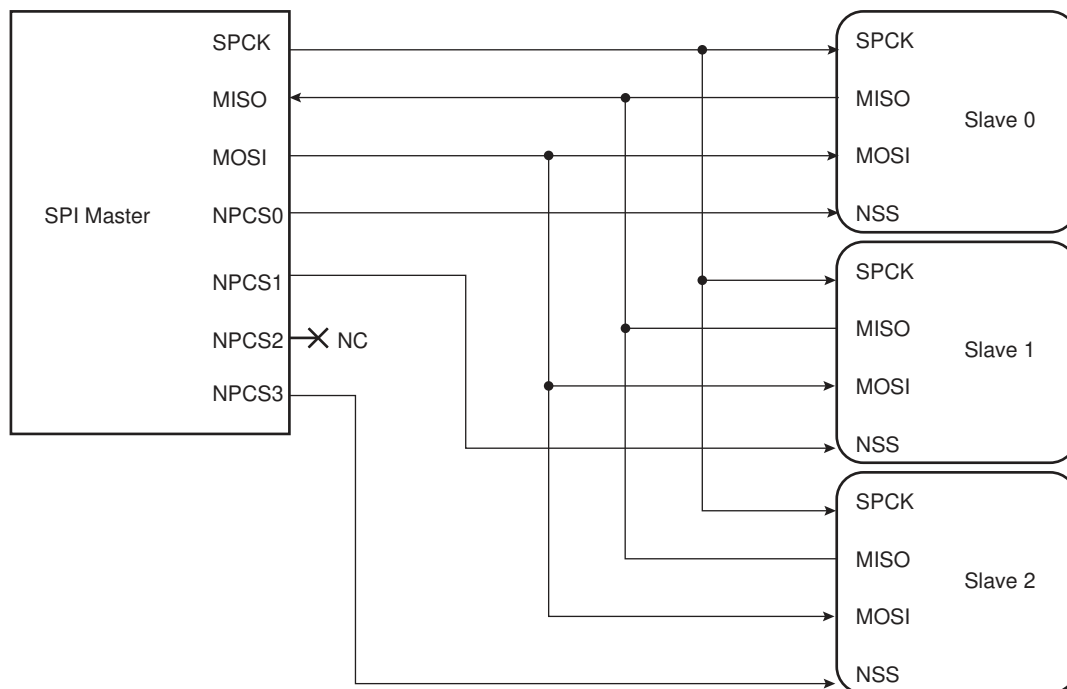 SPI Master
SPCK
MISO
MOSI
NPCS0
NPCS1
NPCS2
NC
NPCS3
SPCK
MISO
Slave 0
MOSI
NSS
SPCK
MISO
Slave 1
MOSI
NSS
SPCK
MISO
Slave 2
MOSI
NSS